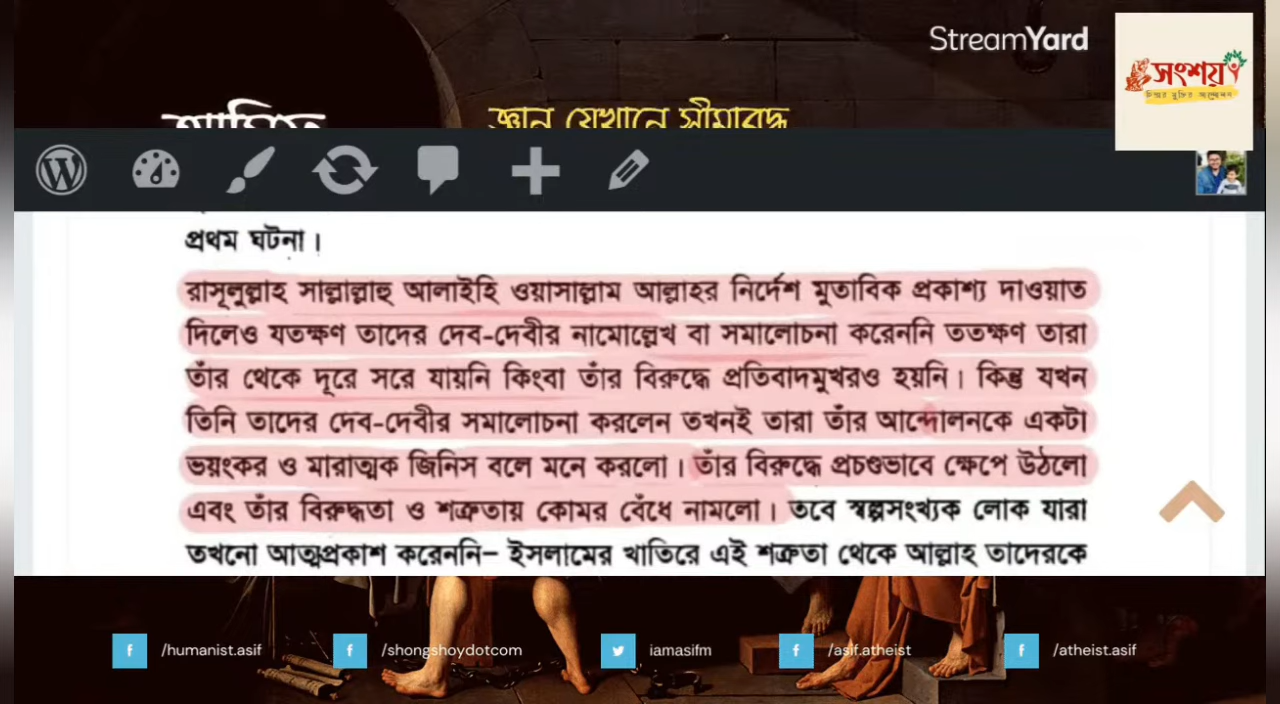 StreamYard
সংশয়
চিন্তার মুক্তির আন্দোলন
জ্ঞান যেখানে সীমাবদ্ধ
প্রথম ঘটনা।
রাসূলুল্লাহ সাল্লাল্লাহু আলাইহি ওয়াসাল্লাম আল্লাহর নির্দেশ মুতাবিক প্রকাশ্য দাওয়াত
দিলেও যতক্ষণ তাদের দেব-দেবীর নামোল্লেখ বা সমালোচনা করেননি ততক্ষণ তারা
তাঁর থেকে দূরে সরে যায়নি কিংবা তাঁর বিরুদ্ধে প্রতিবাদমুখরও হয়নি। কিন্তু যখন
তিনি তাদের দেব-দেবীর সমালোচনা করলেন তখনই তারা তাঁর আন্দোলনকে একটা
ভয়ংকর ও মারাত্মক জিনিস বলে মনে করলো। তাঁর বিরুদ্ধে প্রচণ্ডভাবে ক্ষেপে উঠলো
এবং তাঁর বিরুদ্ধতা ও শত্রুতায় কোমর বেঁধে নামলো। তবে স্বল্পসংখ্যক লোক যারা
তখনো আত্মপ্রকাশ করেননি– ইসলামের খাতিরে এই শত্রুতা থেকে আল্লাহ তাদেরকে
/humanist.asif
/shongshoydotcom
iamasifm
/asif.atheist
/atheist.asif